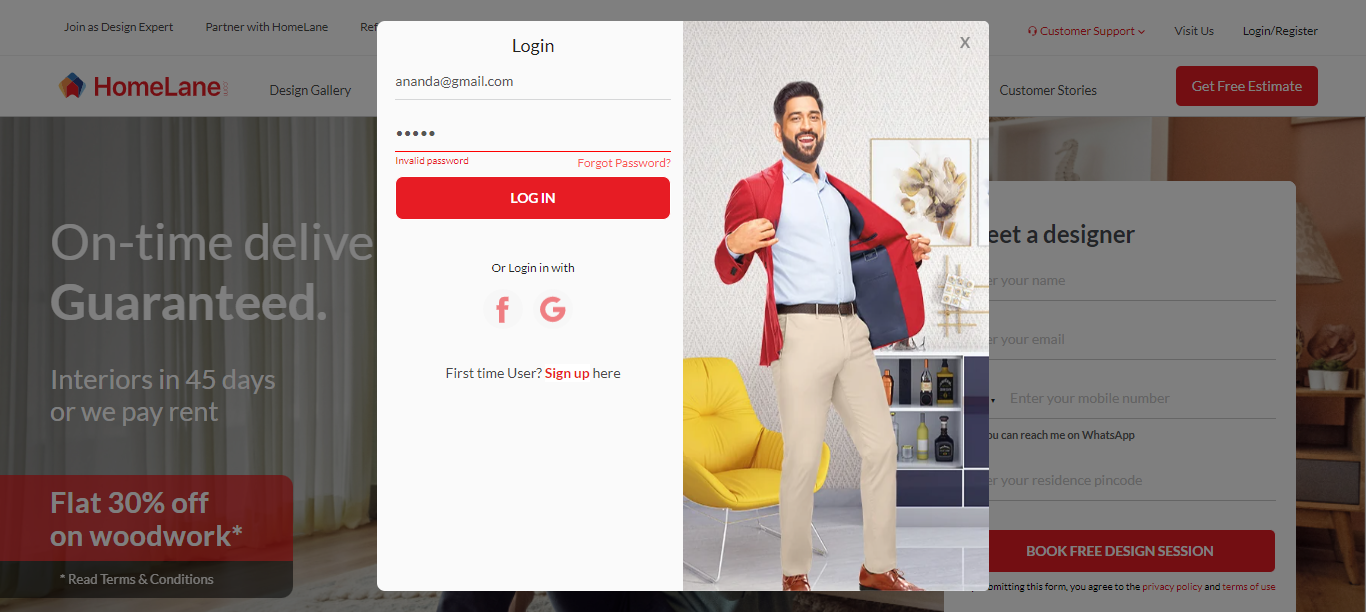 Join as Design Expert
Partner with HomeLane
Ref
Customer Support
Visit Us
Login/Register
HomeLane
Design Gallery
Customer Stories
Get Free Estimate
Login
X
ananda@gmail.com
•••••
Invalid password
Forgot Password?
LOG IN
Or Login in with
f
G
First time User? Sign up here
On-time delive
Guaranteed.
Interiors in 45 days
or we pay rent
Flat 30% off
on woodwork*
* Read Terms & Conditions
eet a designer
er your name
er your email
Enter your mobile number
ou can reach me on WhatsApp
er your residence pincode
BOOK FREE DESIGN SESSION
omitting this form, you agree to the privacy policy and terms of use